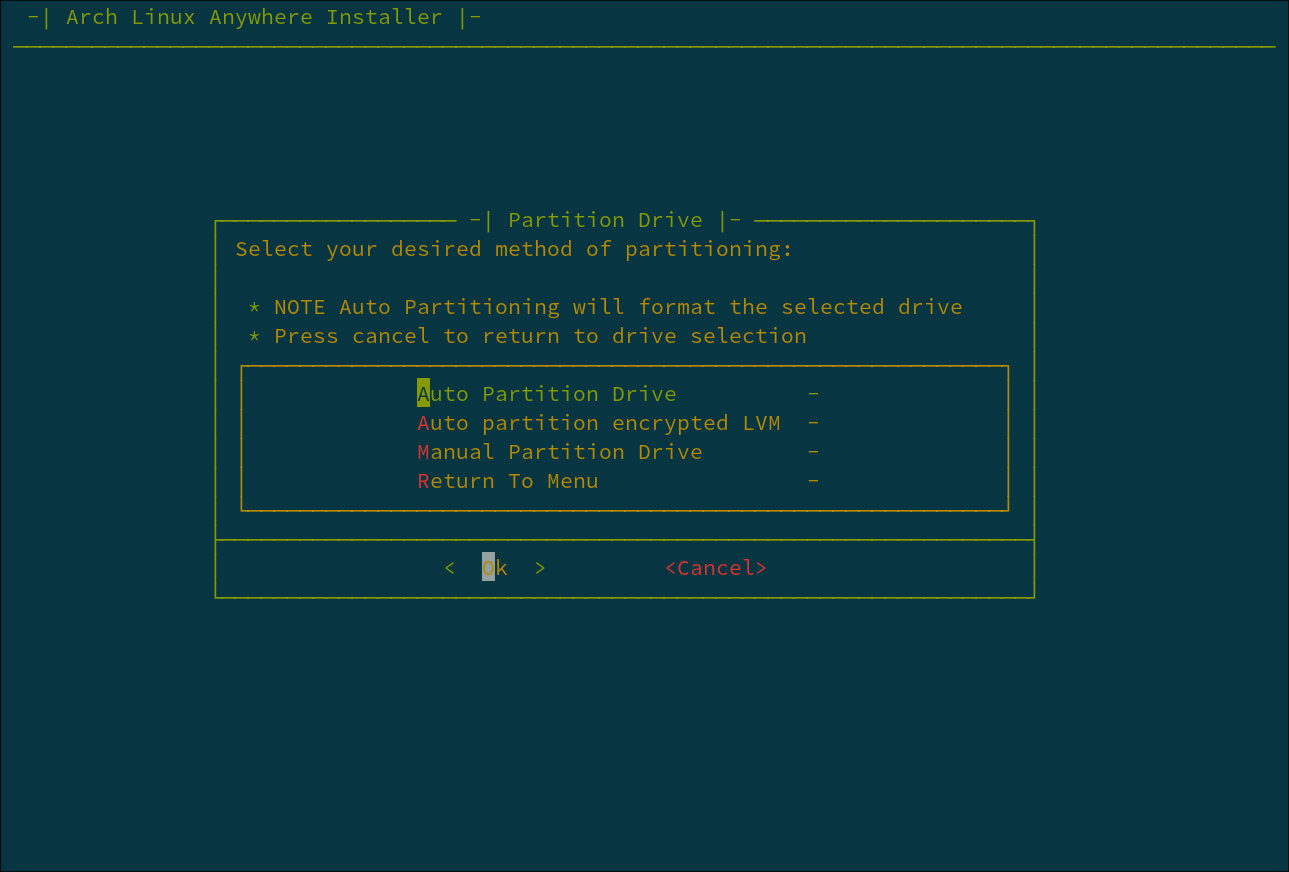 -| Arch Linux Anywhere Installer |-
-| Partition Drive |-
Select your desired method of partitioning:
* NOTE Auto Partitioning will format the selected drive
* Press cancel to return to drive selection
Auto Partition Drive -
Auto partition encrypted LVM -
Manual Partition Drive -
Return To Menu -
< Ok > <Cancel>